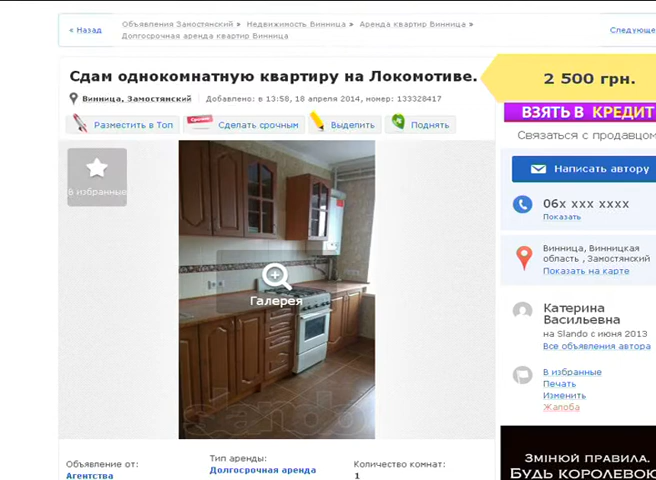 « Назад
Объявления Замостянский » Недвижимость Винница » Аренда квартир Винница »
Долгосрочная аренда квартир Винница
Следующе
Сдам однокомнатную квартиру на Локомотиве.
2 500 грн.
Винница, Замостянский
Добавлено: в 13:58, 18 апреля 2014, номер: 133328417
Разместить в Топ
Срочно
Сделать срочным
Выделить
Поднять
ВЗЯТЬ В КРЕДИТ
Связаться с продавцом
В избранные
Написать автору
06x xxx xxxx
Показать
Винница, Винницкая
область , Замостянский
Показать на карте
Галерея
Катерина
Васильевна
на Slando с июня 2013
Все объявления автора
В избранные
Печать
Изменить
Жалоба
slando
Объявление от:
Агентства
Тип аренды:
Долгосрочная аренда
Количество комнат:
1
ЗМІНЮЙ ПРАВИЛА.
БУДЬ КОРОЛЕВОЮ